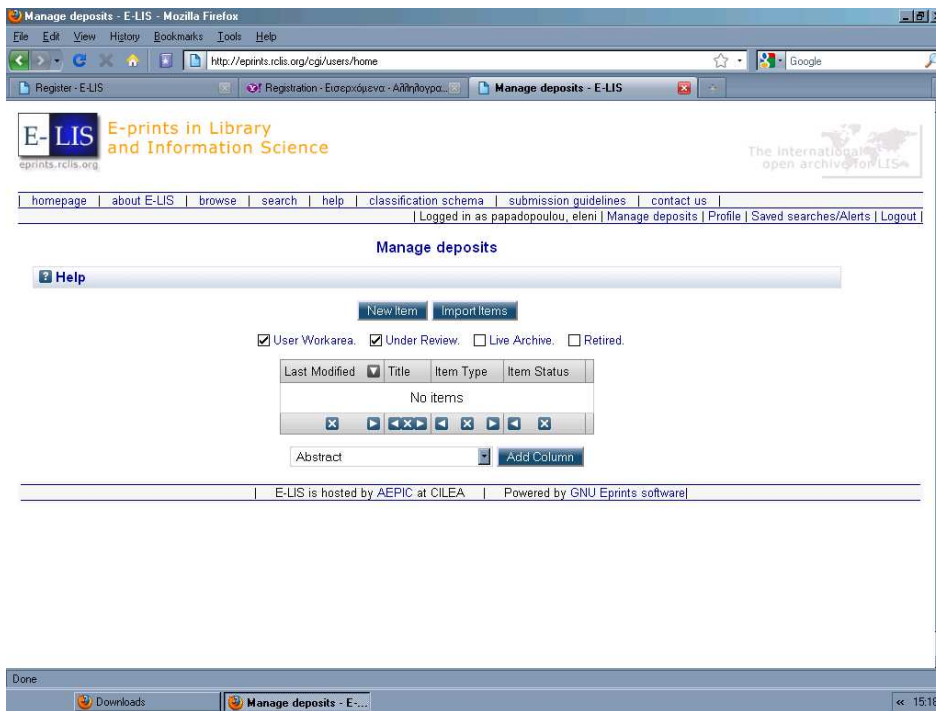 Manage deposits - E-LIS - Mozilla Firefox
File Edit View History Bookmarks Tools Help
http://eprints.rclis.org/cgi/users/home
Google
Register - E-LIS
Registration - Εισερχόμενα - Αλληλογρα...
Manage deposits - E-LIS
E-LIS
eprints.rclis.org
E-prints in Library
and Information Science
The international
open archive for LIS
| homepage | about E-LIS | browse | search | help | classification schema | submission guidelines | contact us |
| Logged in as papadopoulou, eleni | Manage deposits | Profile | Saved searches/Alerts | Logout |
Manage deposits
? Help
New Item Import Items
User Workarea. Under Review. Live Archive. Retired.
Last Modified Title Item Type Item Status
No items
Abstract Add Column
| E-LIS is hosted by AEPIC at CILEA | Powered by GNU Eprints software|
Done
Downloads
Manage deposits - E-...
« 15:18